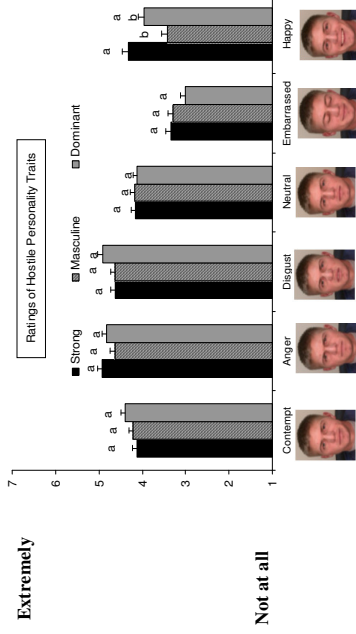 Ratings of Hostile Personality Traits
Strong Masculine Dominant
Extremely
7
6
5
4
3
2
1
Not at all
a a a
a a a
a a a
a a a
a a a
a b b
Contempt Anger Disgust Neutral Embarrassed Happy